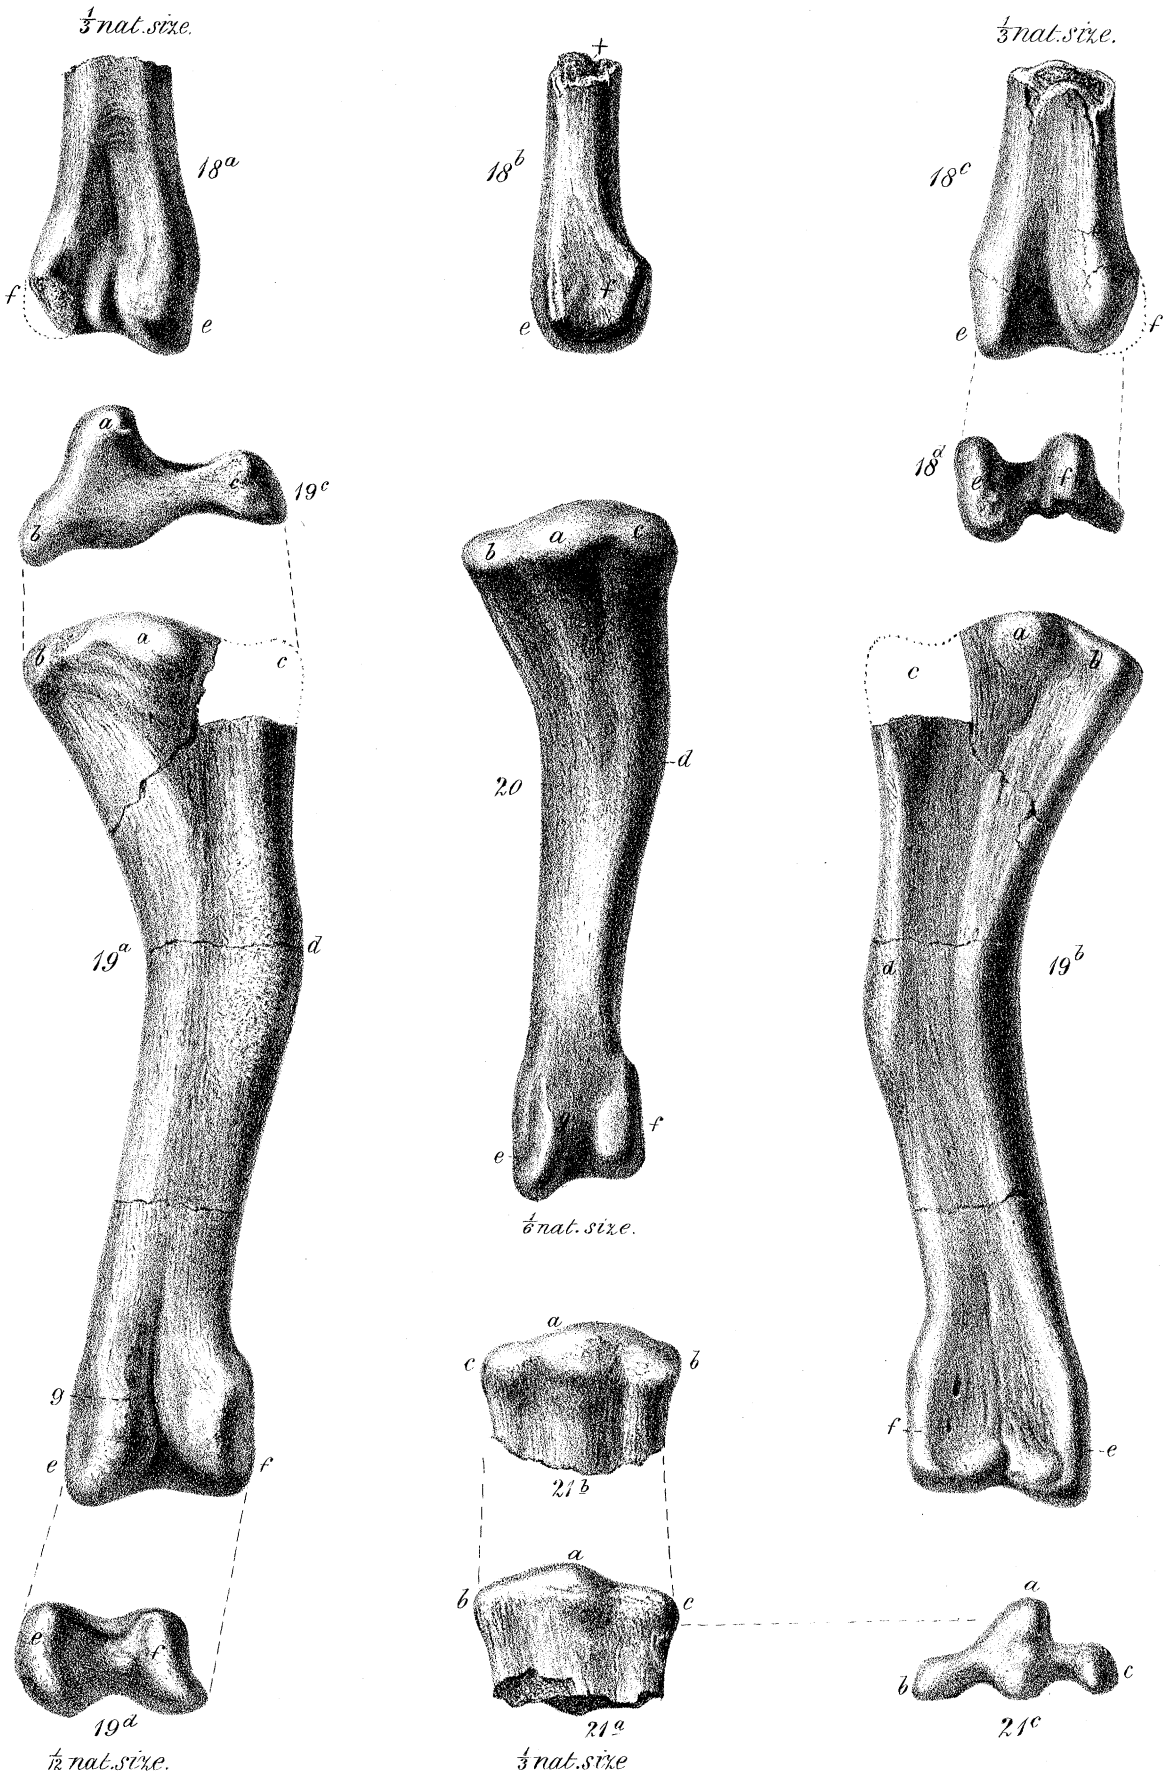 1/3 nat. size.
1/3 nat. size.
+
18a
18b
18c
f
e
e
f
e
f
a
c
b
19c
18d
e
f
b
a
c
b
a
c
c
a
b
20
d
19a
d
d
19b
e
g
f
1/6 nat. size.
a
c
b
g
e
f
f
e
21b
a
b
c
a
b
c
e
f
19d
21a
21c
1/12 nat. size.
1/3 nat. size